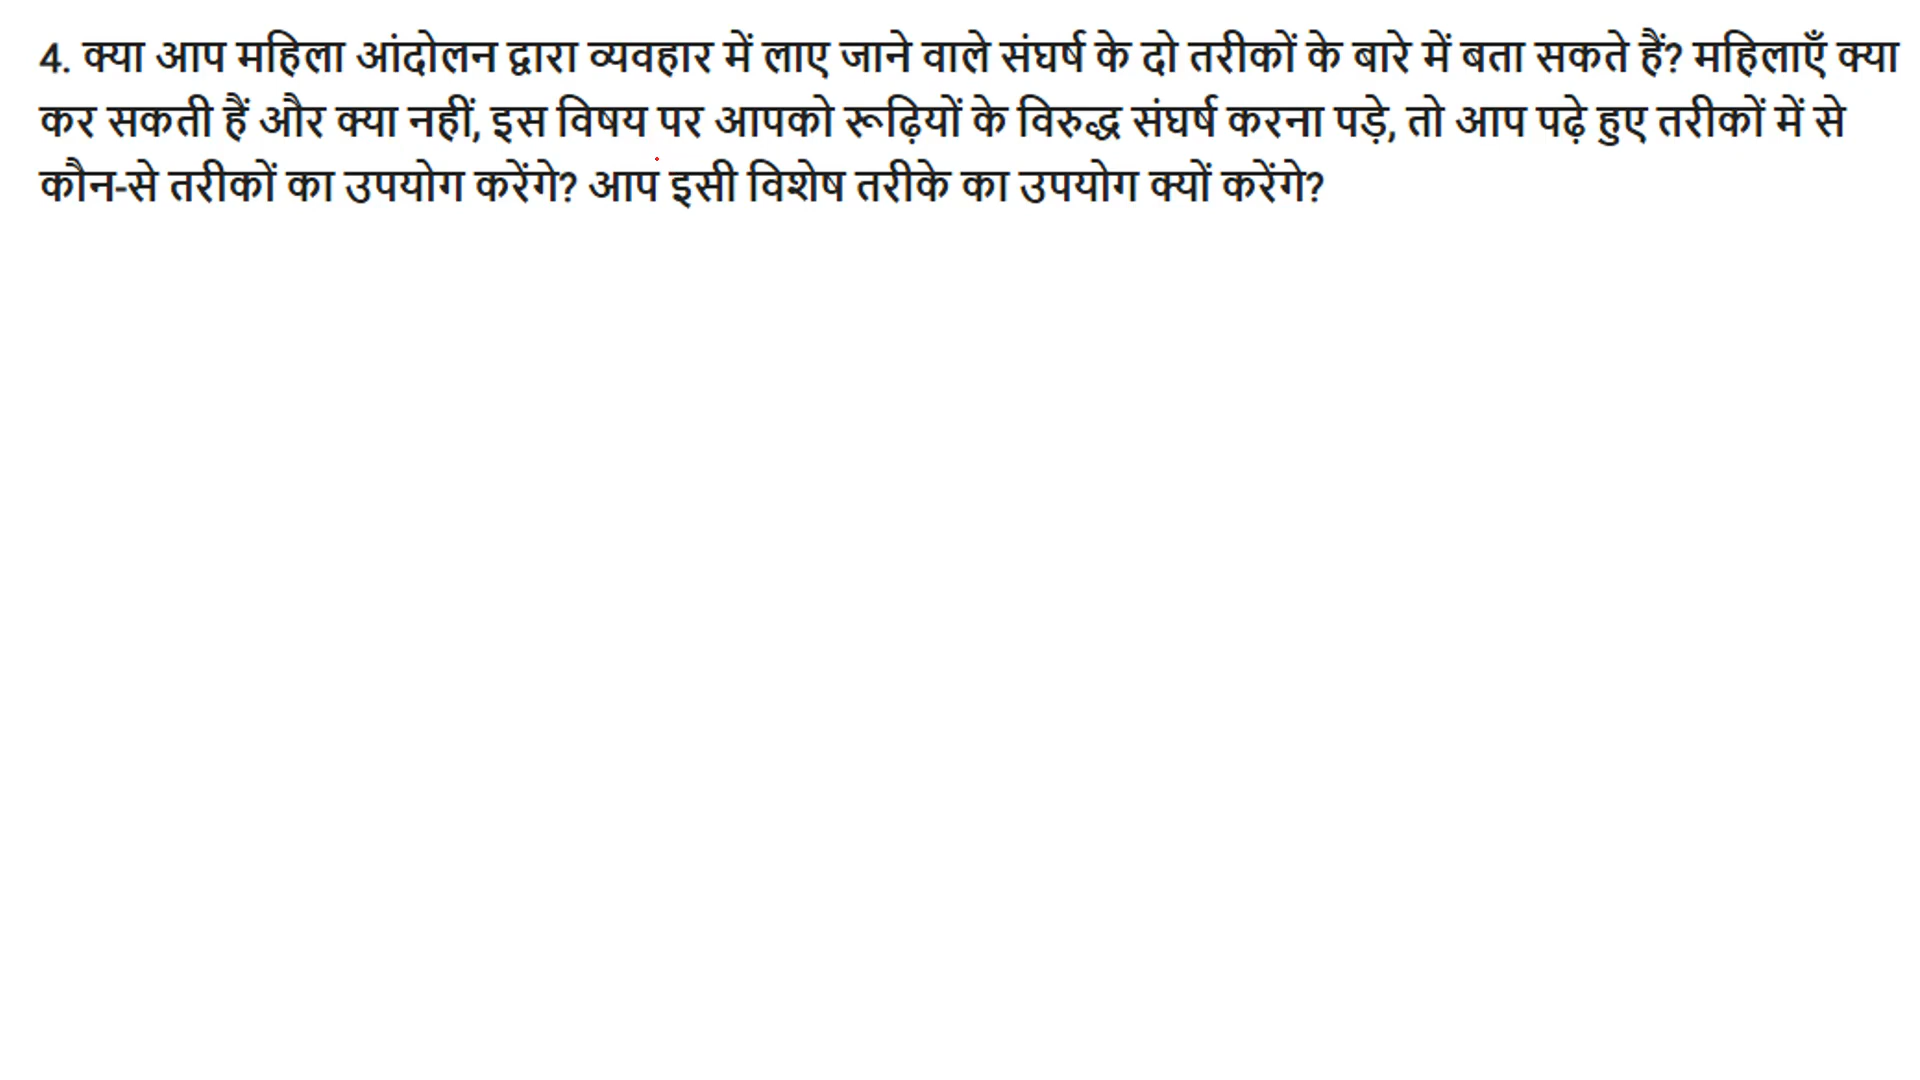 4. क्या आप महिला आंदोलन द्वारा व्यवहार में लाए जाने वाले संघर्ष के दो तरीकों के बारे में बता सकते हैं? महिलाएँ क्या
कर सकती हैं और क्या नहीं, इस विषय पर आपको रूढ़ियों के विरुद्ध संघर्ष करना पड़े, तो आप पढ़े हुए तरीकों में से
कौन-से तरीकों का उपयोग करेंगे? आप इसी विशेष तरीके का उपयोग क्यों करेंगे?